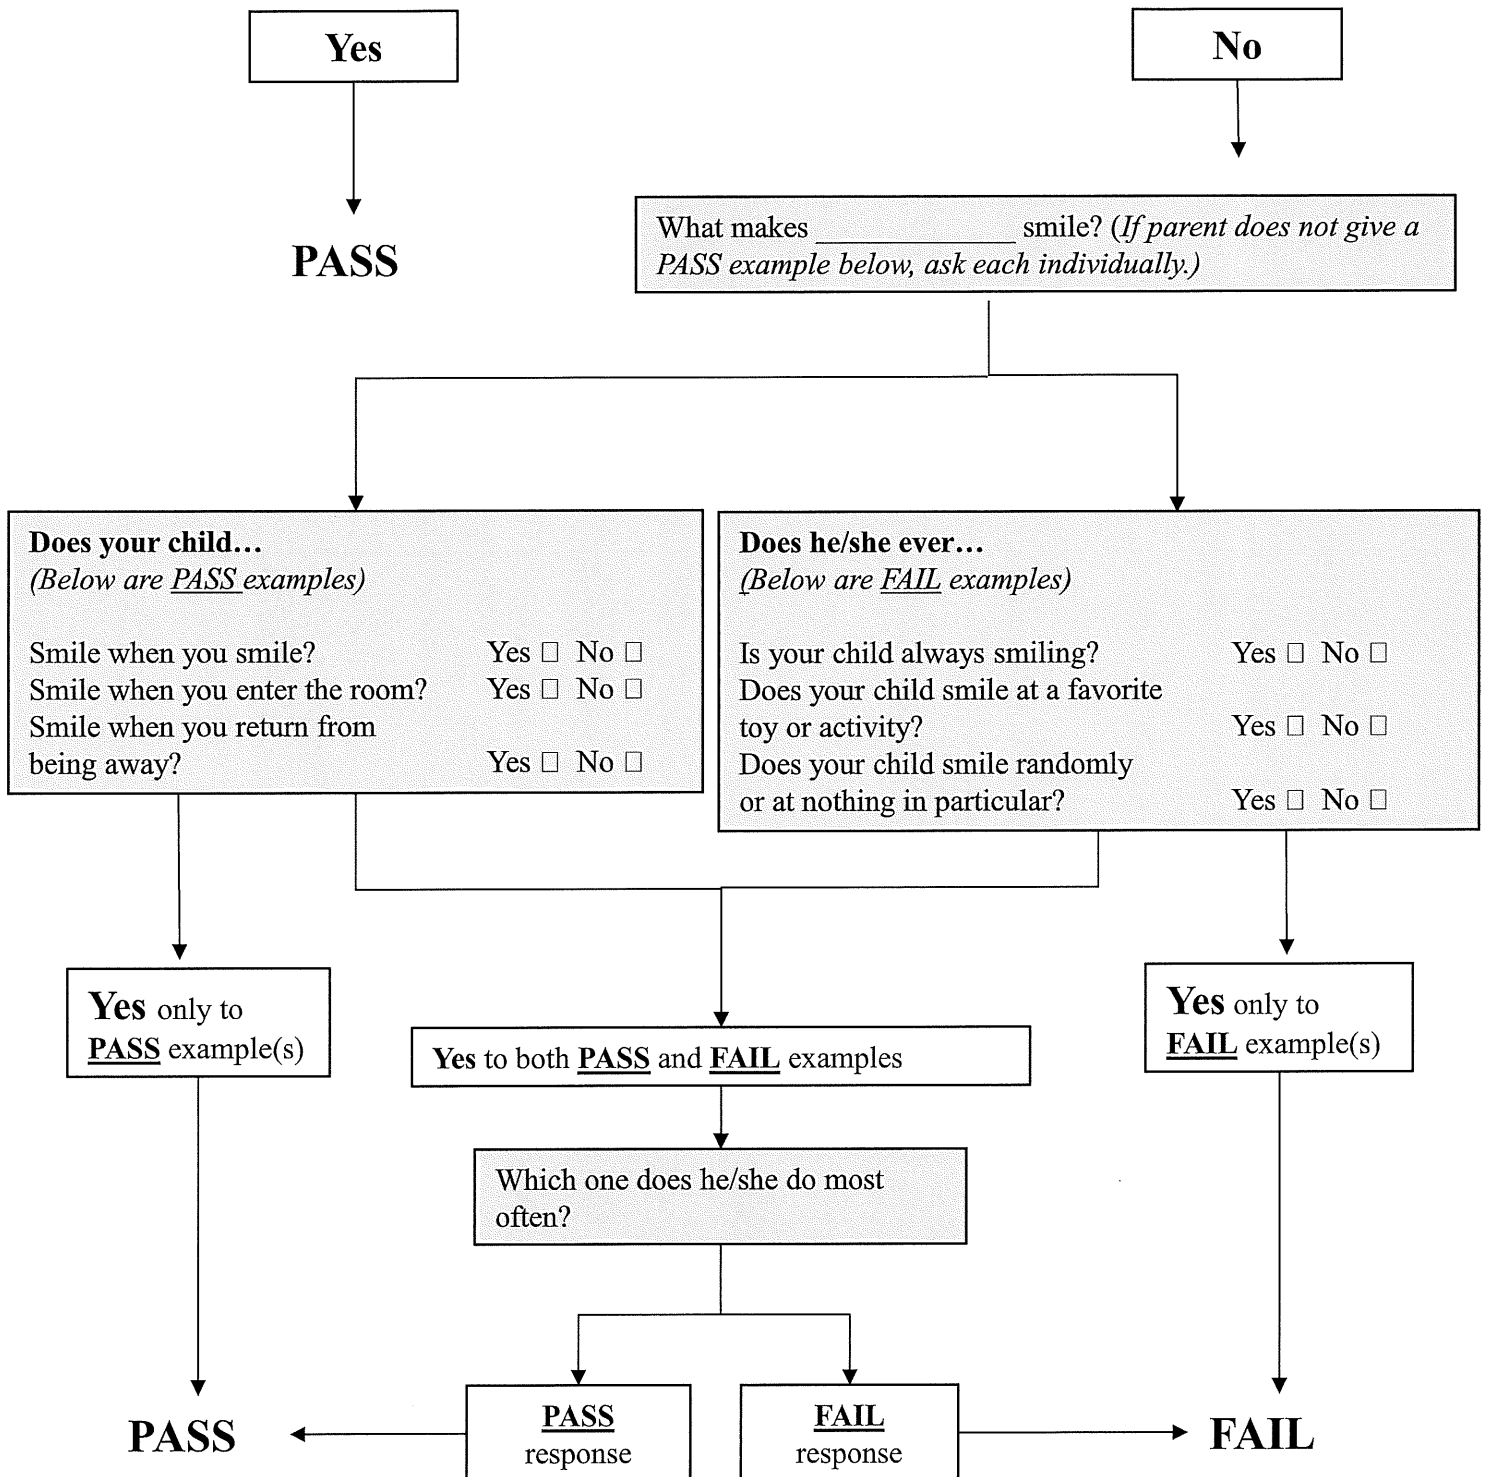 Yes
No
PASS
What makes ______________ smile? (If parent does not give a
PASS example below, ask each individually.)
Does your child…
(Below are PASS examples)
Smile when you smile? Yes □ No □
Smile when you enter the room? Yes □ No □
Smile when you return from
being away? Yes □ No □
Does he/she ever…
(Below are FAIL examples)
Is your child always smiling? Yes □ No □
Does your child smile at a favorite
toy or activity? Yes □ No □
Does your child smile randomly
or at nothing in particular? Yes □ No □
Yes only to
PASS example(s)
Yes to both PASS and FAIL examples
Yes only to
FAIL example(s)
Which one does he/she do most
often?
PASS
PASS
response
FAIL
response
FAIL